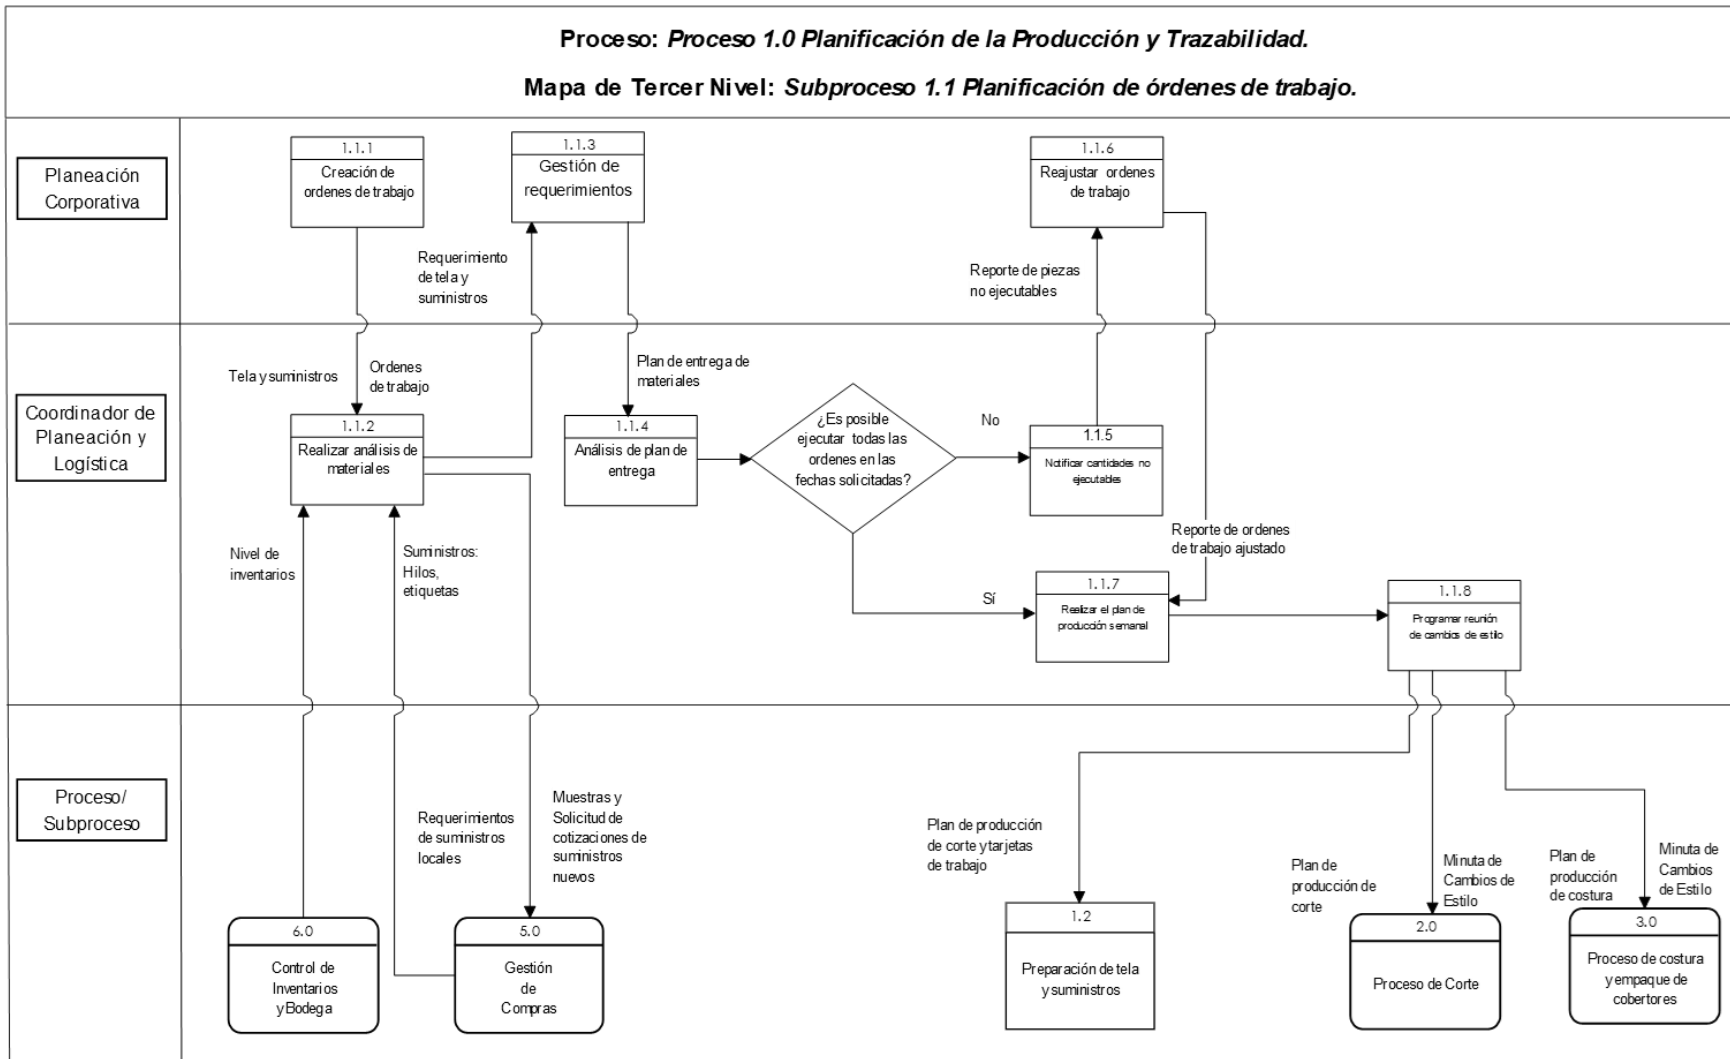 Proceso: Proceso 1.0 Planificación de la Producción y Trazabilidad.
Mapa de Tercer Nivel: Subproceso 1.1 Planificación de órdenes de trabajo.
Planeación
Corporativa
1.1.1
Creación de
ordenes de trabajo
1.1.3
Gestión de
requerimientos
1.1.6
Reajustar ordenes
de trabajo
Requerimiento
de tela y
suministros
Reporte de piezas
no ejecutables
Coordinador de
Planeación y
Logística
Tela y suministros
Ordenes
de trabajo
Plan de entrega de
materiales
1.1.2
Realizar análisis de
materiales
1.1.4
Análisis de plan de
entrega
¿Es posible
ejecutar todas las
ordenes en las
fechas solicitadas?
No
1.1.5
Notificar cantidades no
ejecutables
Reporte de ordenes
de trabajo ajustado
Nivel de
inventarios
Suministros:
Hilos,
etiquetas
Sí
1.1.7
Realizar el plan de
producción semanal
1.1.8
Programar reunión
de cambios de estilo
Proceso/
Subproceso
Requerimientos
de suministros
locales
Muestras y
Solicitud de
cotizaciones de
suministros
nuevos
Plan de producción
de corte y tarjetas
de trabajo
Plan de
producción de
corte
Minuta de
Cambios de
Estilo
Plan de
producción
de costura
Minuta de
Cambios
de Estilo
6.0
Control de
Inventarios
y Bodega
5.0
Gestión
de
Compras
1.2
Preparación de tela
y suministros
2.0
Proceso de Corte
3.0
Proceso de costura
y empaque de
cobertores